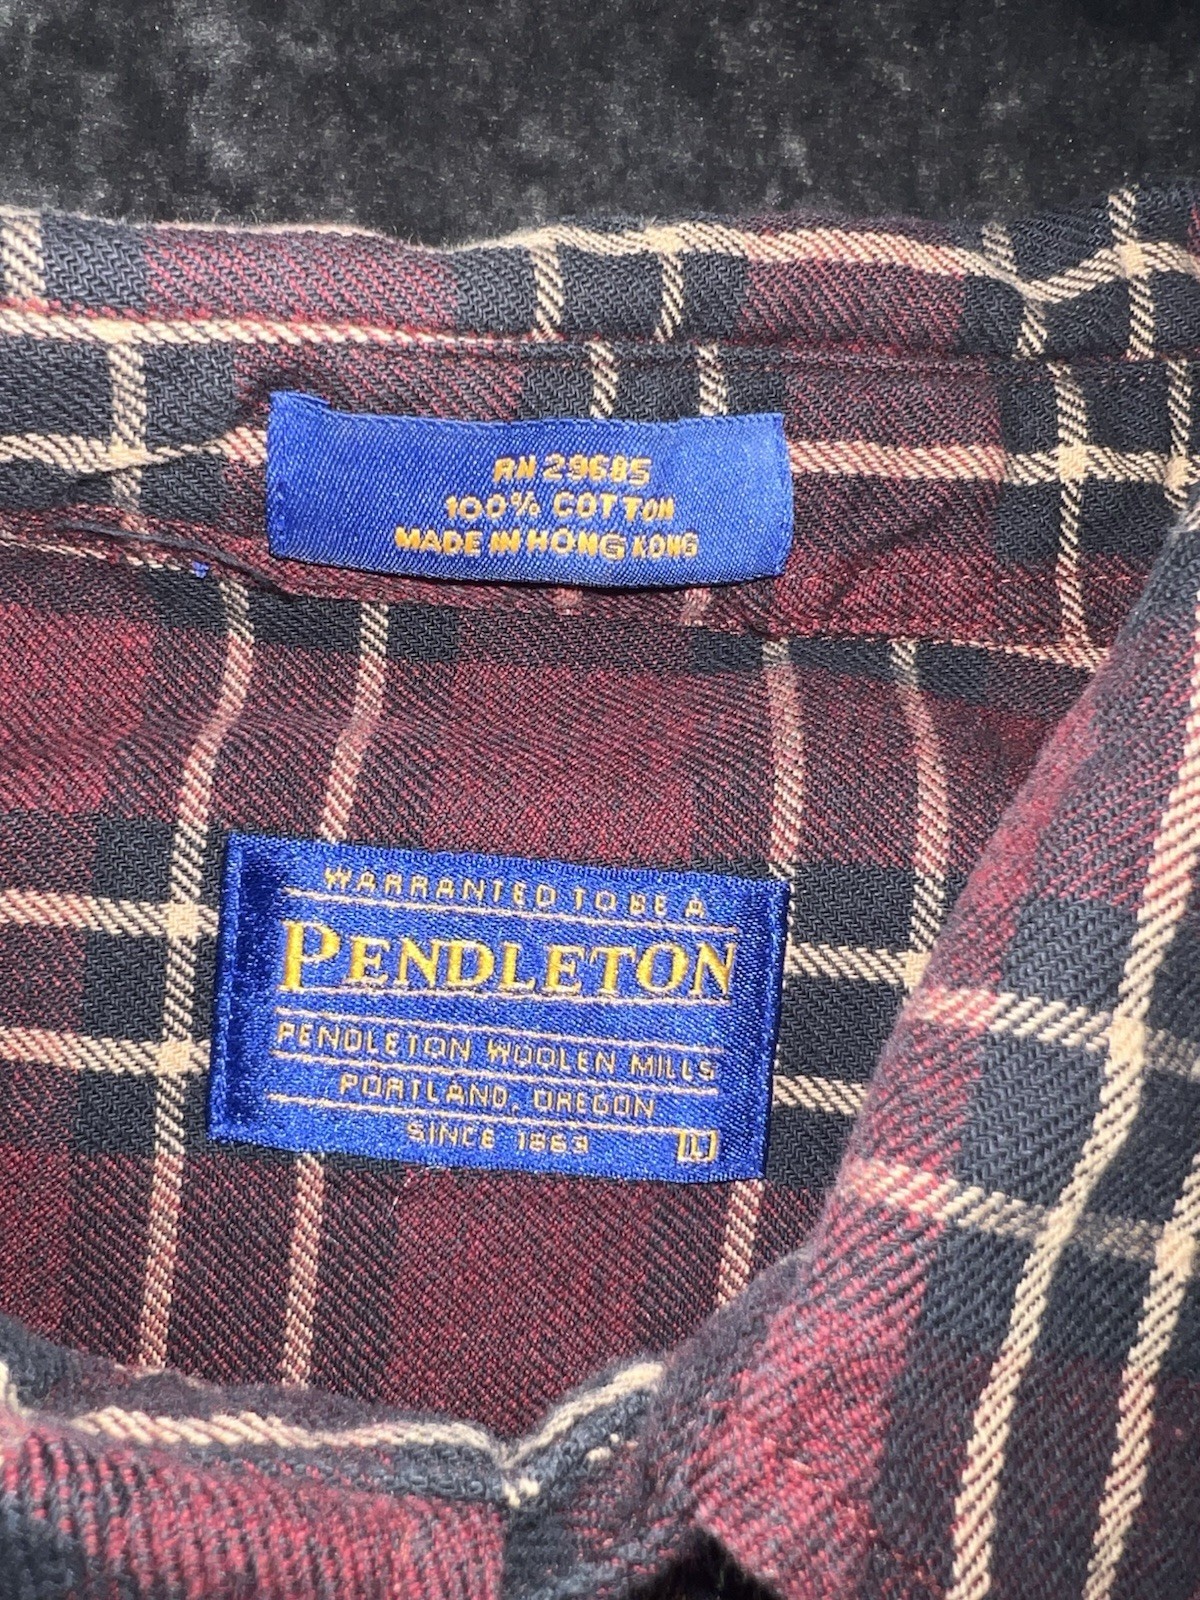 RN 29685
100% COTTON
MADE IN HONG KONG
WARRANTED TO BE A
PENDLETON
PENDLETON WOOLEN MILLS
PORTLAND, OREGON
SINCE 1863 [L]